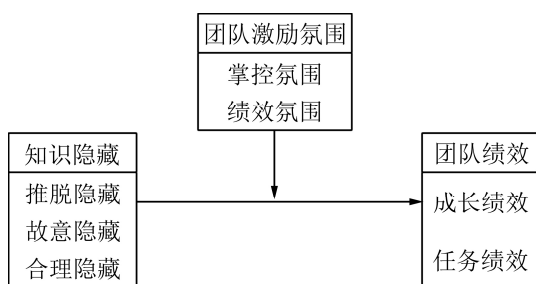 团队激励氛围
掌控氛围
绩效氛围
知识隐藏
推脱隐藏
故意隐藏
合理隐藏
团队绩效
成长绩效
任务绩效